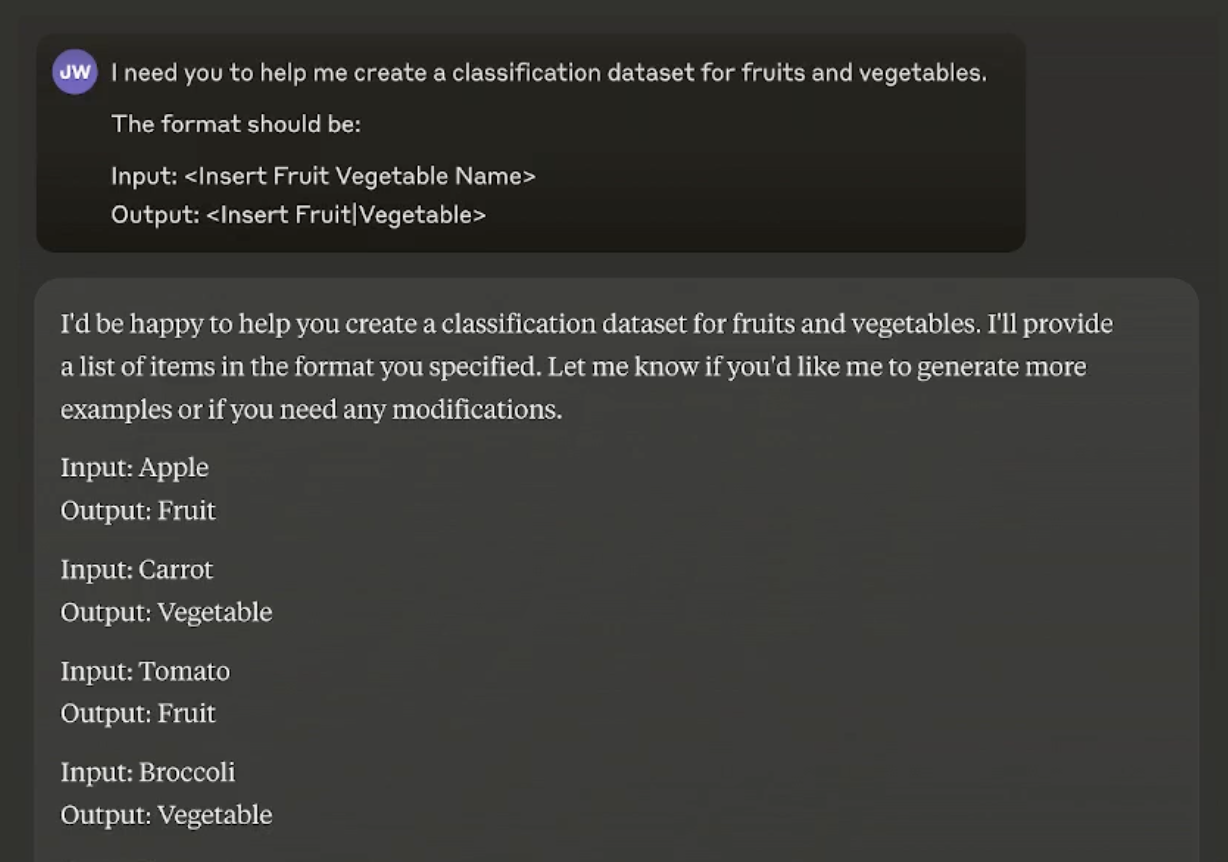 JW I need you to help me create a classification dataset for fruits and vegetables.
The format should be:
Input: <Insert Fruit Vegetable Name>
Output: <Insert Fruit|Vegetable>
I'd be happy to help you create a classification dataset for fruits and vegetables. I'll provide
a list of items in the format you specified. Let me know if you'd like me to generate more
examples or if you need any modifications.
Input: Apple
Output: Fruit
Input: Carrot
Output: Vegetable
Input: Tomato
Output: Fruit
Input: Broccoli
Output: Vegetable